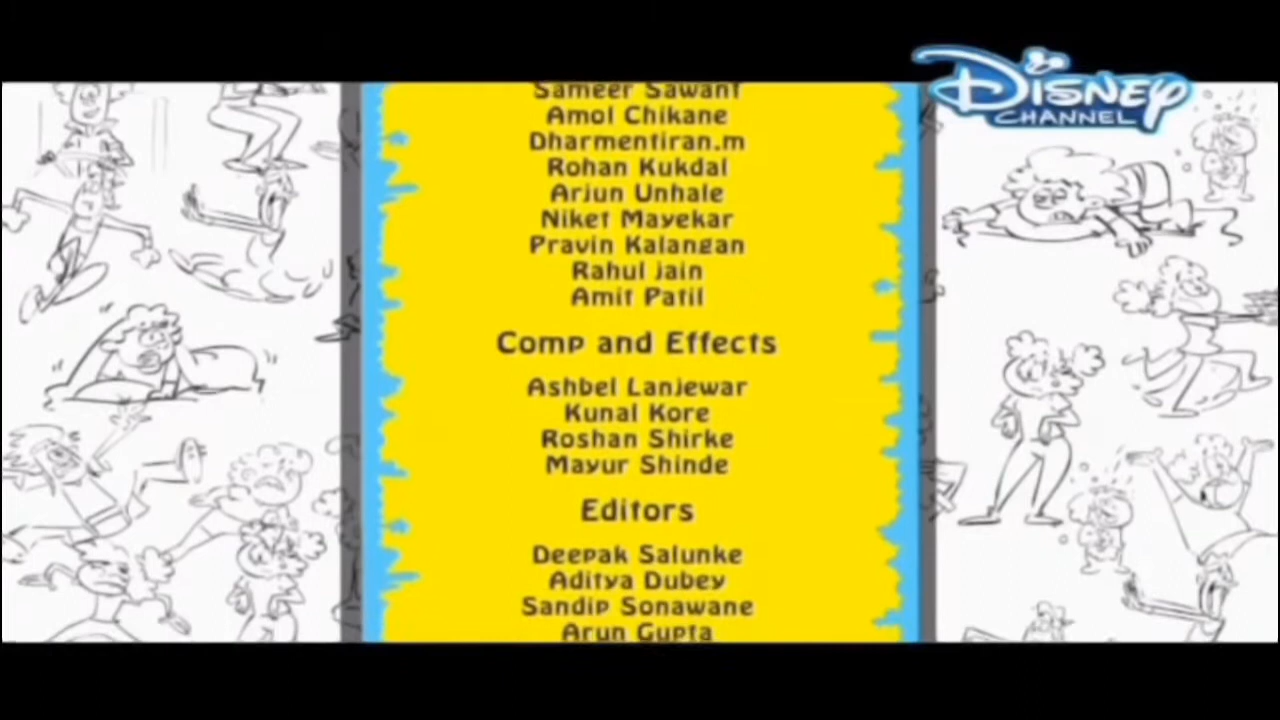 Disney
CHANNEL
Sameer Sawant
Amol Chikane
Dharmentiran.m
Rohan Kukdal
Arjun Unhale
Niket Mayekar
Pravin Kalangan
Rahul jain
Amit Patil
Comp and Effects
Ashbel Lanjewar
Kunal Kore
Roshan Shirke
Mayur Shinde
Editors
Deepak Salunke
Aditya Dubey
Sandip Sonawane
Arun Gupta